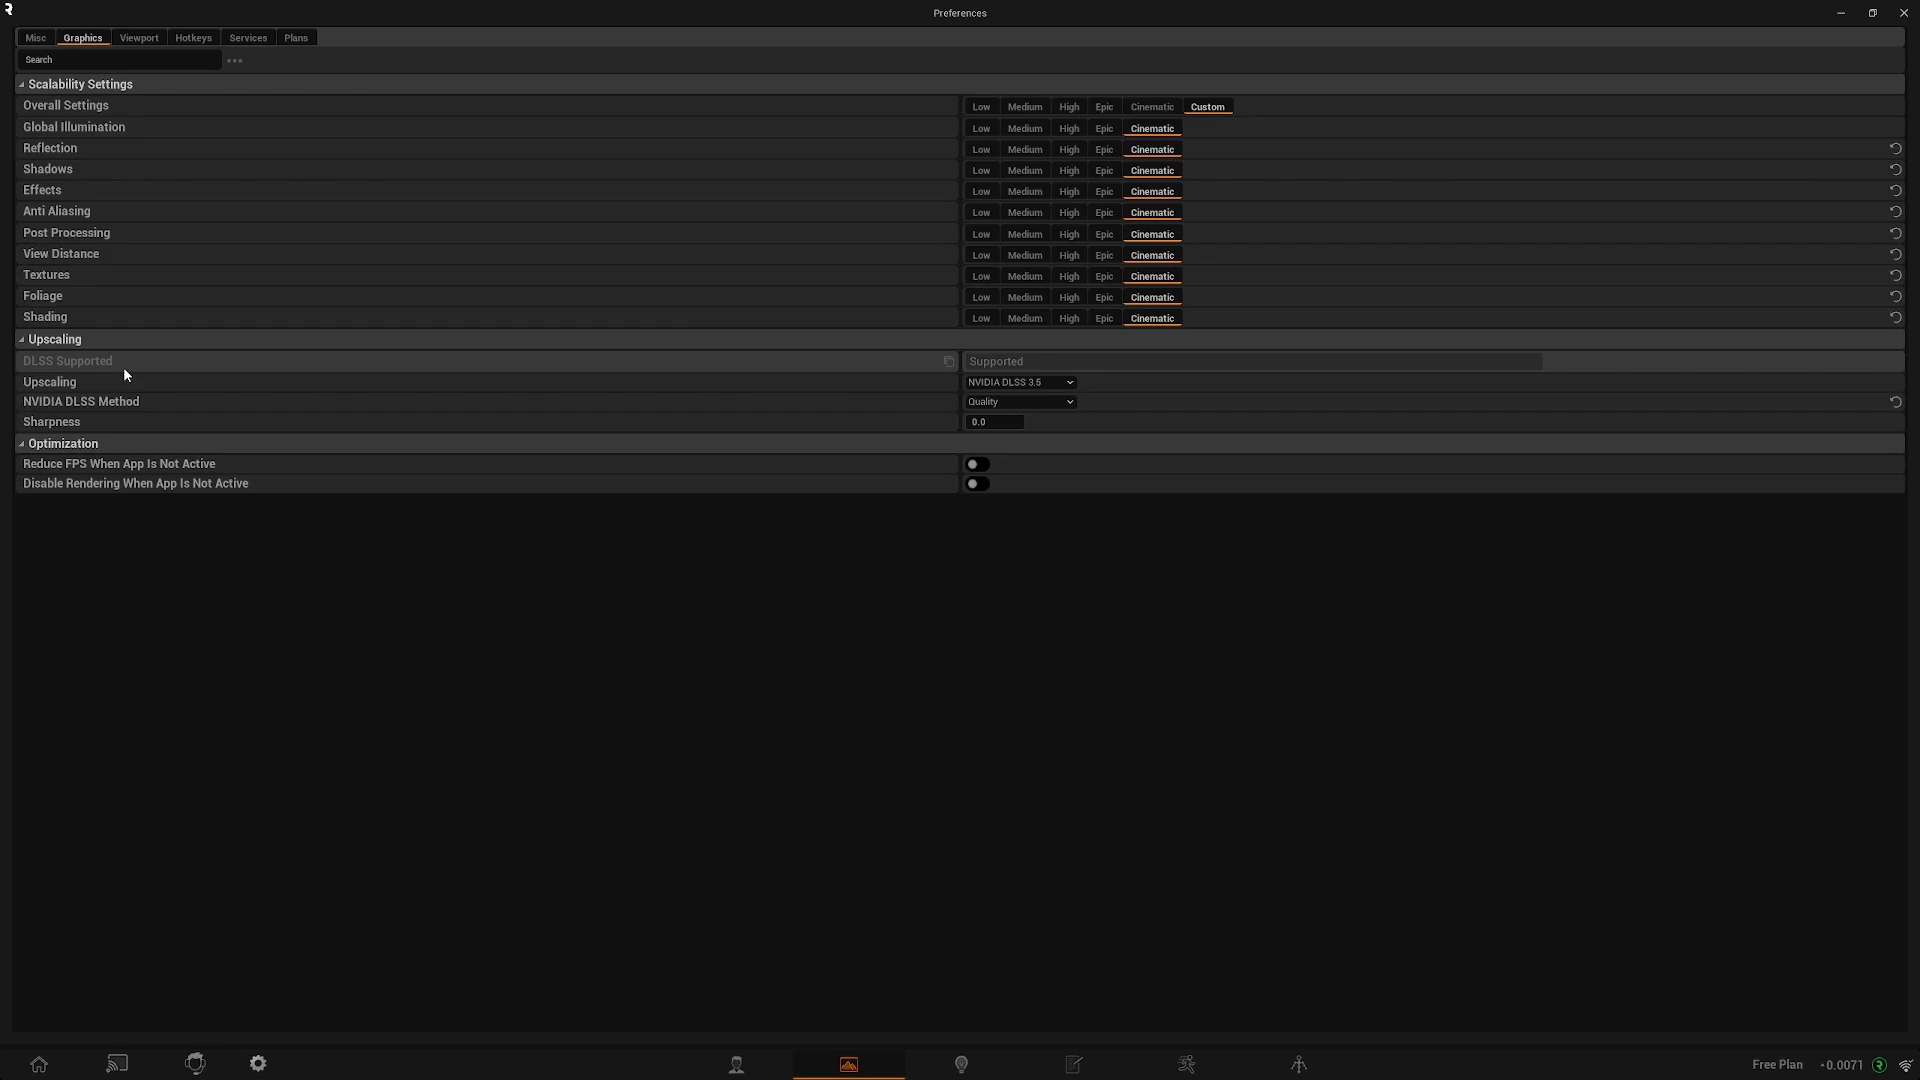 Preferences
Misc Graphics Viewport Hotkeys Services Plans
Search
Scalability Settings
Overall Settings Low Medium High Epic Cinematic Custom
Global Illumination Low Medium High Epic Cinematic
Reflection Low Medium High Epic Cinematic
Shadows Low Medium High Epic Cinematic
Effects Low Medium High Epic Cinematic
Anti Aliasing Low Medium High Epic Cinematic
Post Processing Low Medium High Epic Cinematic
View Distance Low Medium High Epic Cinematic
Textures Low Medium High Epic Cinematic
Foliage Low Medium High Epic Cinematic
Shading Low Medium High Epic Cinematic
Upscaling
DLSS Supported Supported
Upscaling NVIDIA DLSS 3.5
NVIDIA DLSS Method Quality
Sharpness 0.0
Optimization
Reduce FPS When App Is Not Active
Disable Rendering When App Is Not Active
Free Plan -0.0071